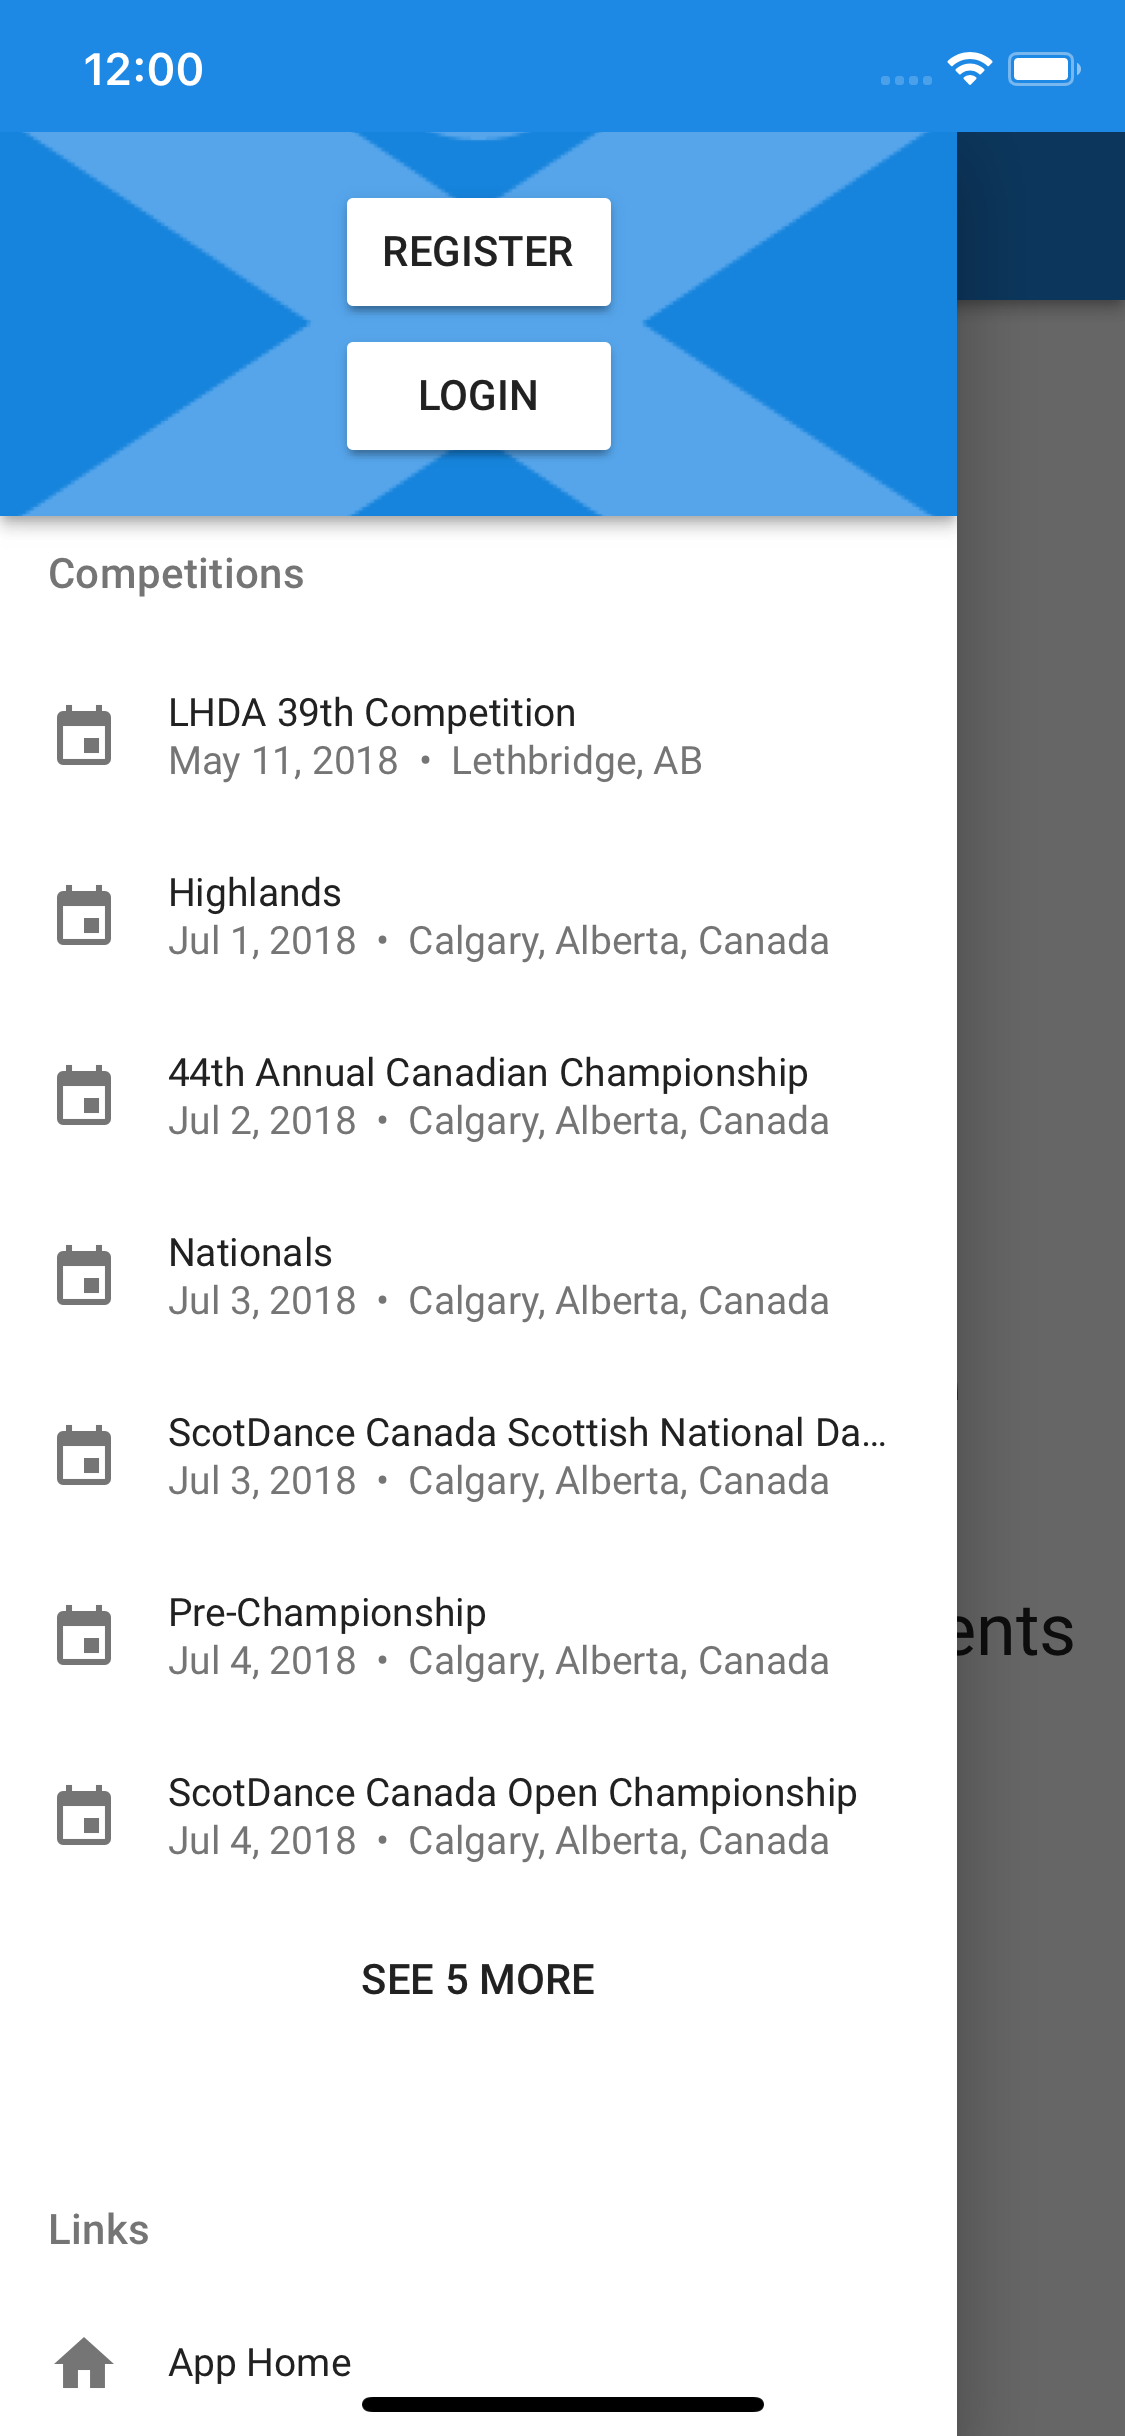 12:00
REGISTER
LOGIN
Competitions
LHDA 39th Competition
May 11, 2018 • Lethbridge, AB
Highlands
Jul 1, 2018 • Calgary, Alberta, Canada
44th Annual Canadian Championship
Jul 2, 2018 • Calgary, Alberta, Canada
Nationals
Jul 3, 2018 • Calgary, Alberta, Canada
ScotDance Canada Scottish National Da...
Jul 3, 2018 • Calgary, Alberta, Canada
Pre-Championship
ents
Jul 4, 2018 • Calgary, Alberta, Canada
ScotDance Canada Open Championship
Jul 4, 2018 • Calgary, Alberta, Canada
SEE 5 MORE
Links
App Home